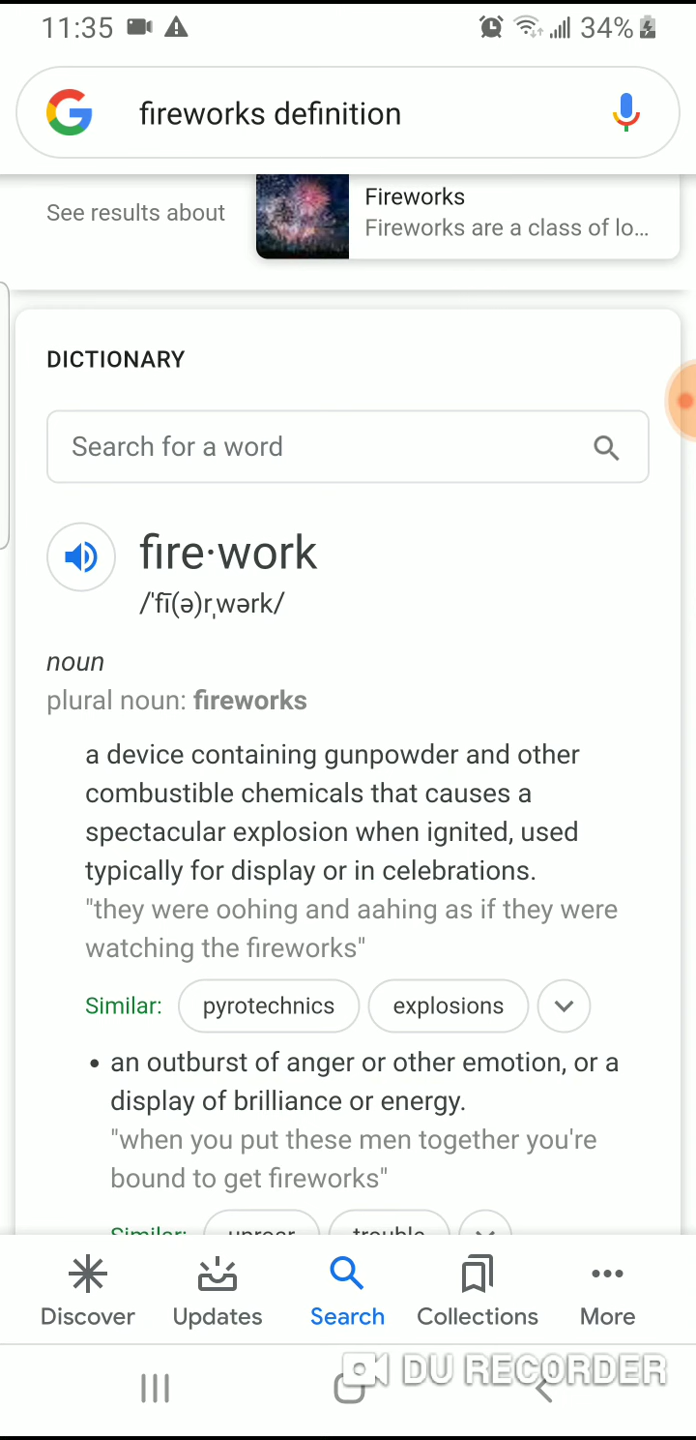 11:35 34%
fireworks definition
See results about
Fireworks
Fireworks are a class of lo...
DICTIONARY
Search for a word
fire·work
/ˈfī(ə)rˌwərk/
noun
plural noun: fireworks
a device containing gunpowder and other
combustible chemicals that causes a
spectacular explosion when ignited, used
typically for display or in celebrations.
"they were oohing and aahing as if they were
watching the fireworks"
Similar: pyrotechnics explosions
• an outburst of anger or other emotion, or a
display of brilliance or energy.
"when you put these men together you're
bound to get fireworks"
Similar: uproar trouble
Discover Updates Search Collections More
DU RECORDER